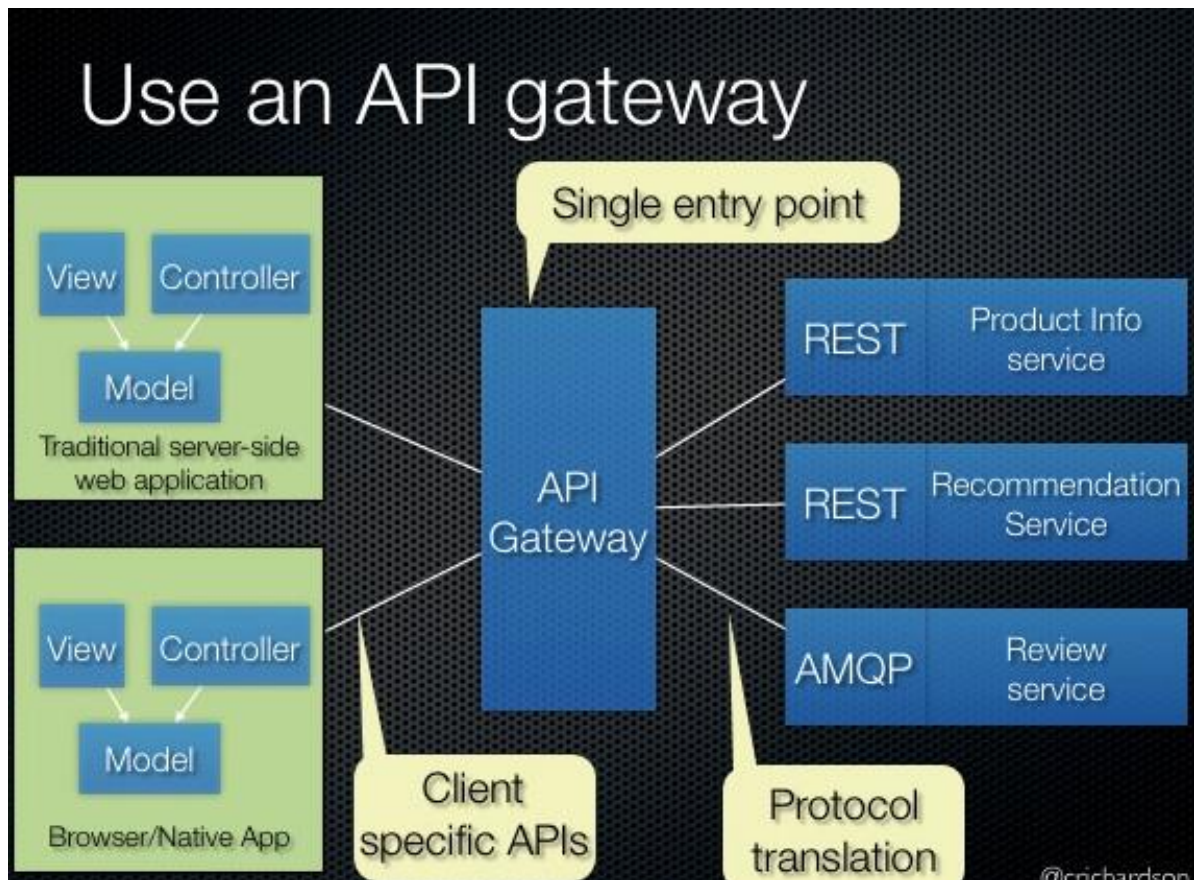 Use an API gateway
Single entry point
View
Controller
Model
Traditional server-side
web application
View
Controller
Model
Browser/Native App
API
Gateway
Client
specific APIs
REST
Product Info
service
REST
Recommendation
Service
AMQP
Review
service
Protocol
translation
@crichardson